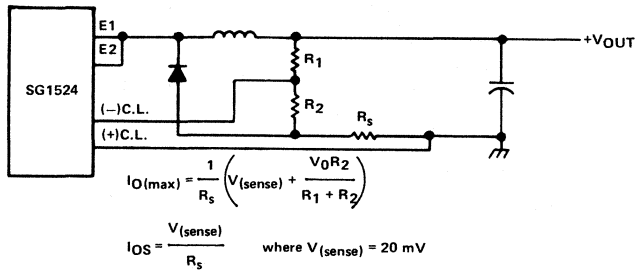 E1
+VOUT
E2
R1
SG1524
R2
(−)C.L.
Rs
(+)C.L.
IO(max) = 1/Rs (V(sense) + VOR2/R1 + R2)
IOS = V(sense)/Rs where V(sense) = 20 mV